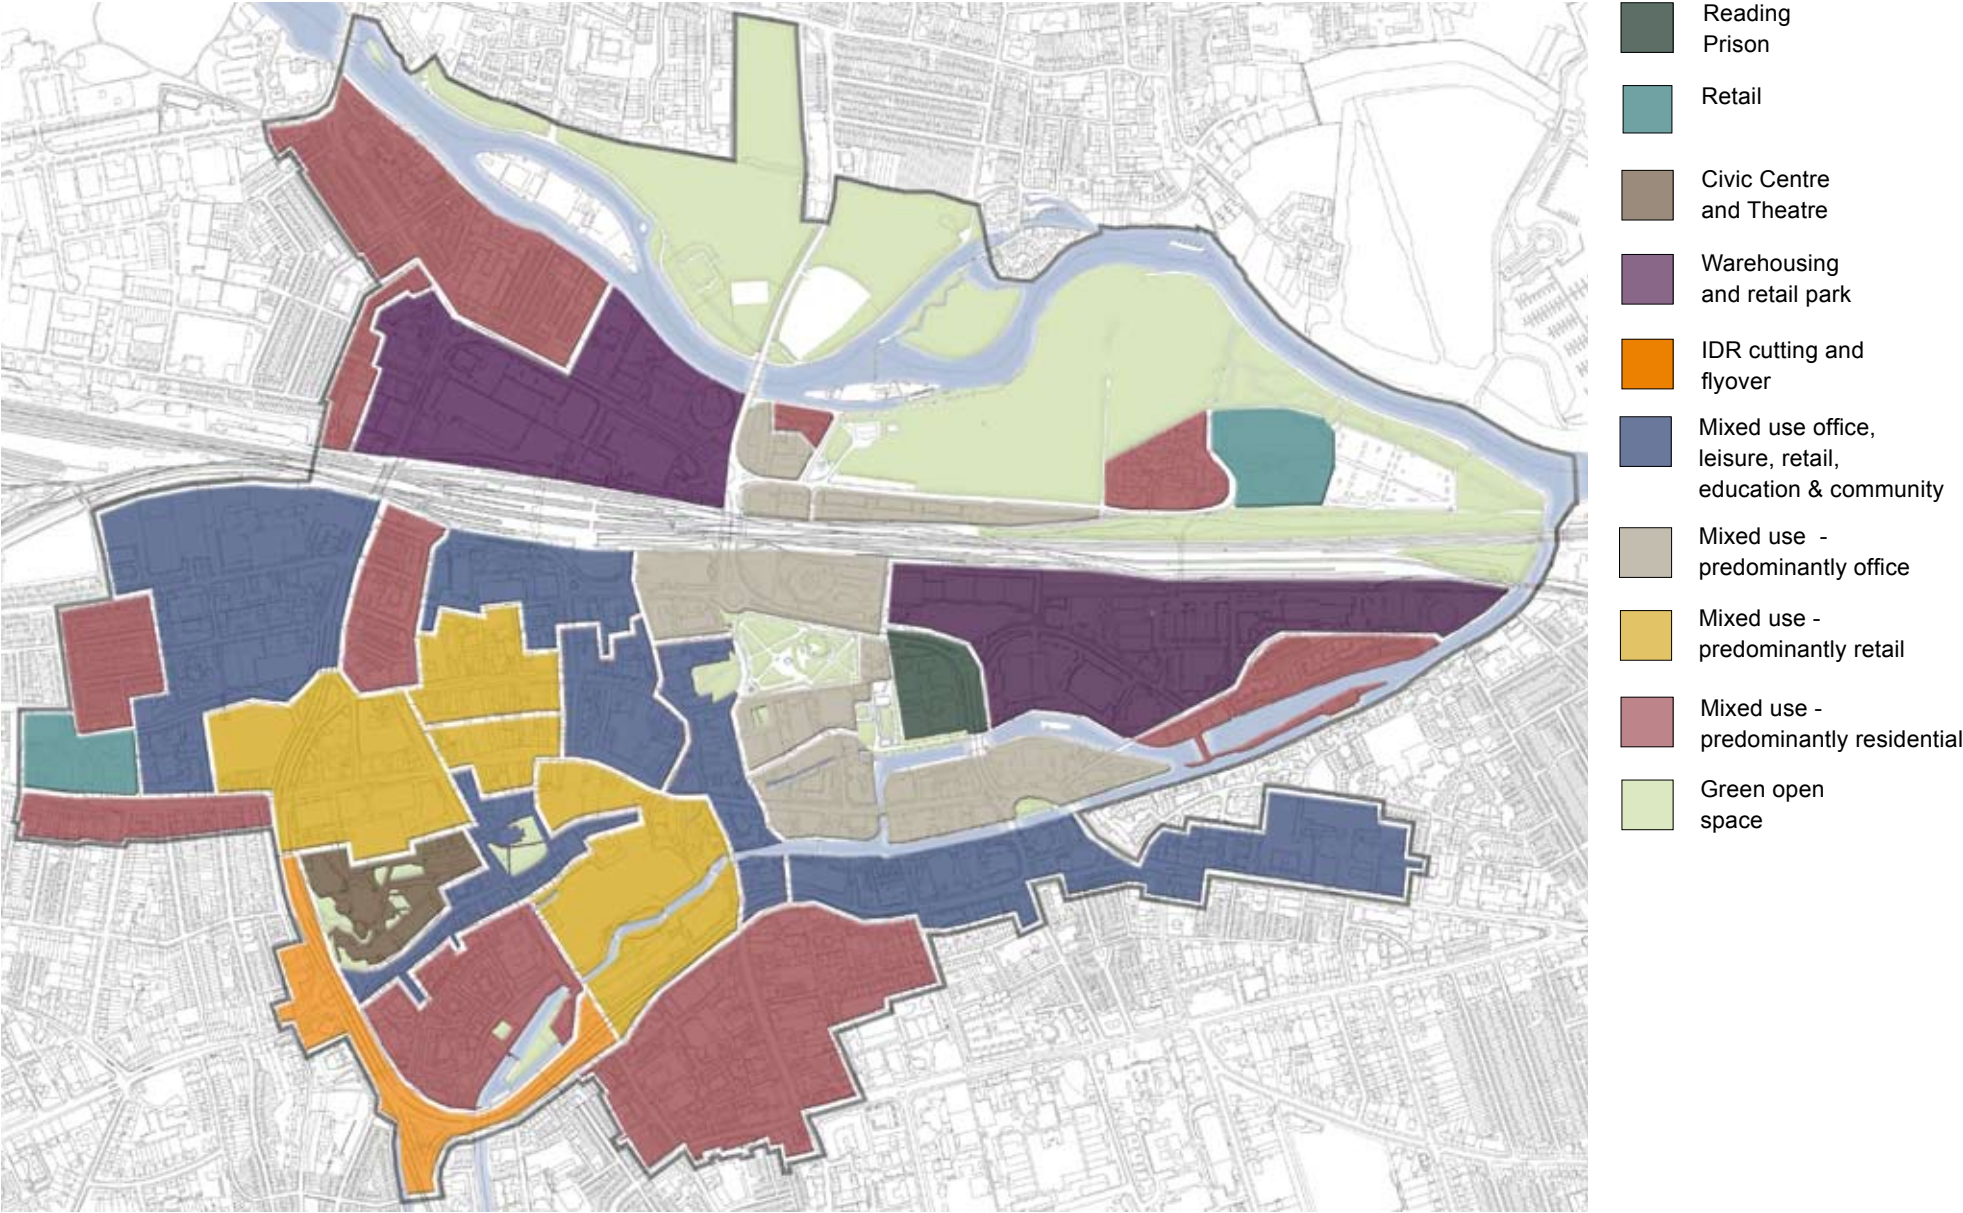 Reading
Prison
Retail
Civic Centre
and Theatre
Warehousing
and retail park
IDR cutting and
flyover
Mixed use office,
leisure, retail,
education & community
Mixed use -
predominantly office
Mixed use -
predominantly retail
Mixed use -
predominantly residential
Green open
space